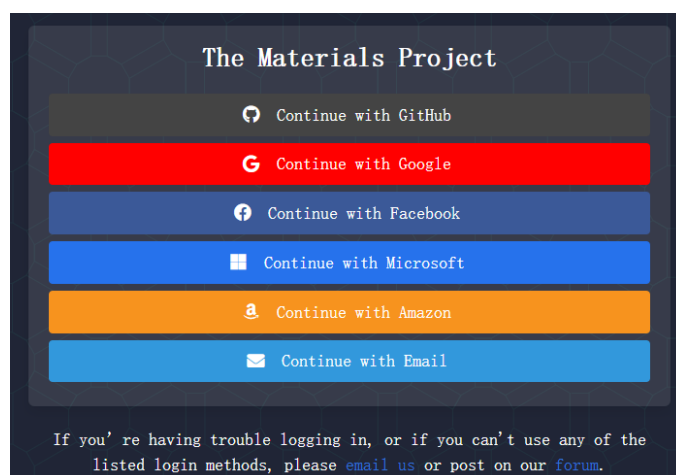 The Materials Project
Continue with GitHub
Continue with Google
Continue with Facebook
Continue with Microsoft
Continue with Amazon
Continue with Email
If you’re having trouble logging in, or if you can't use any of the
listed login methods, please email us or post on our forum.